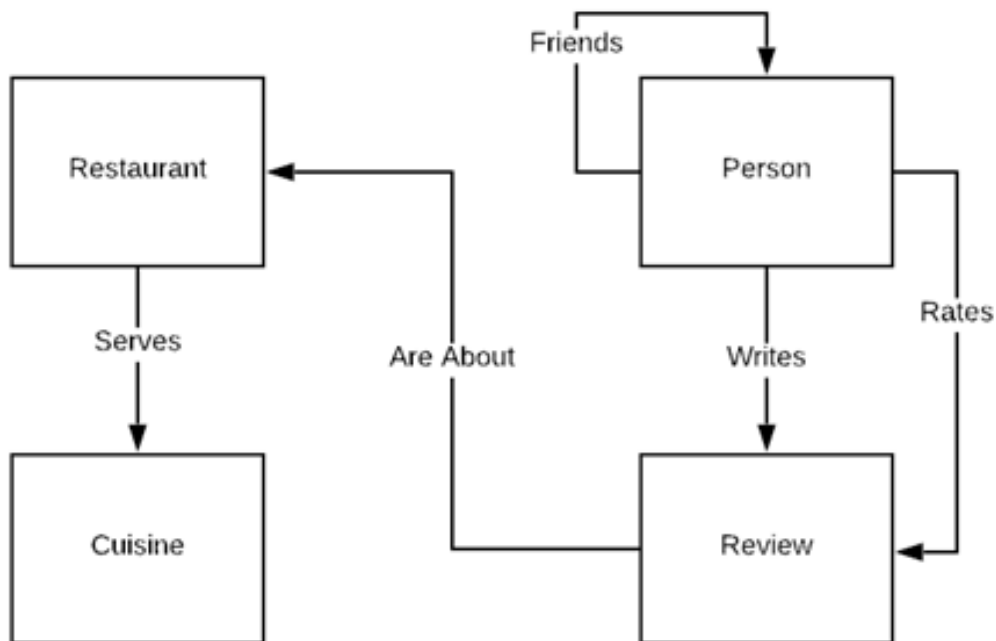 Friends
Restaurant
Person
Serves
Are About
Writes
Rates
Cuisine
Review